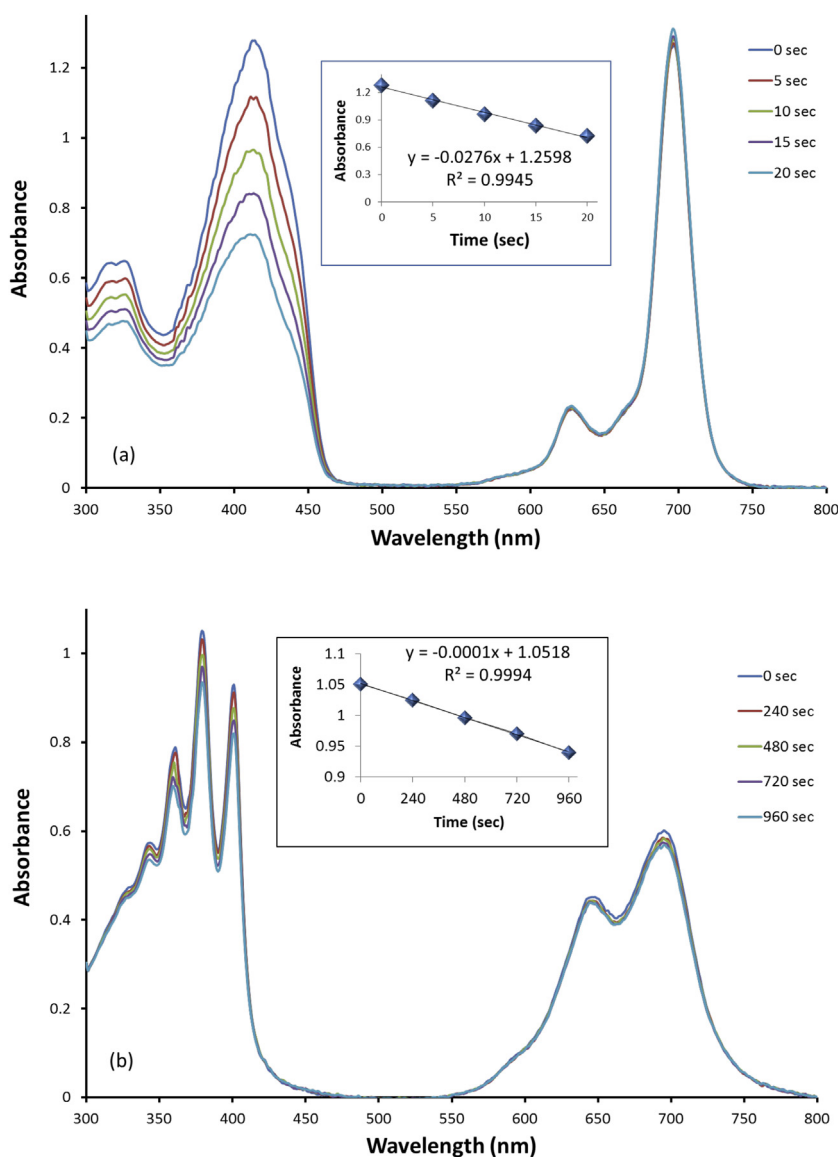 1.2
1
0.8
0.6
0.4
0.2
0
Absorbance
300 350 400 450 500 550 600 650 700 750 800
Wavelength (nm)
(a)
1.2
0.9
0.6
0.3
0
Absorbance
y = -0.0276x + 1.2598
R² = 0.9945
0 5 10 15 20
Time (sec)
0 sec
5 sec
10 sec
15 sec
20 sec
1
0.8
0.6
0.4
0.2
0
Absorbance
300 350 400 450 500 550 600 650 700 750 800
Wavelength (nm)
(b)
1.1
1.05
1
0.95
0.9
Absorbance
y = -0.0001x + 1.0518
R² = 0.9994
0 240 480 720 960
Time (sec)
0 sec
240 sec
480 sec
720 sec
960 sec